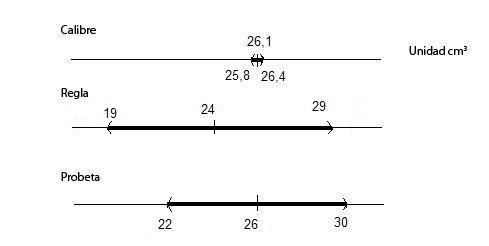 Calibre
26,1
Unidad cm³
25,8 26,4
Regla
19 24 29
Probeta
22 26 30